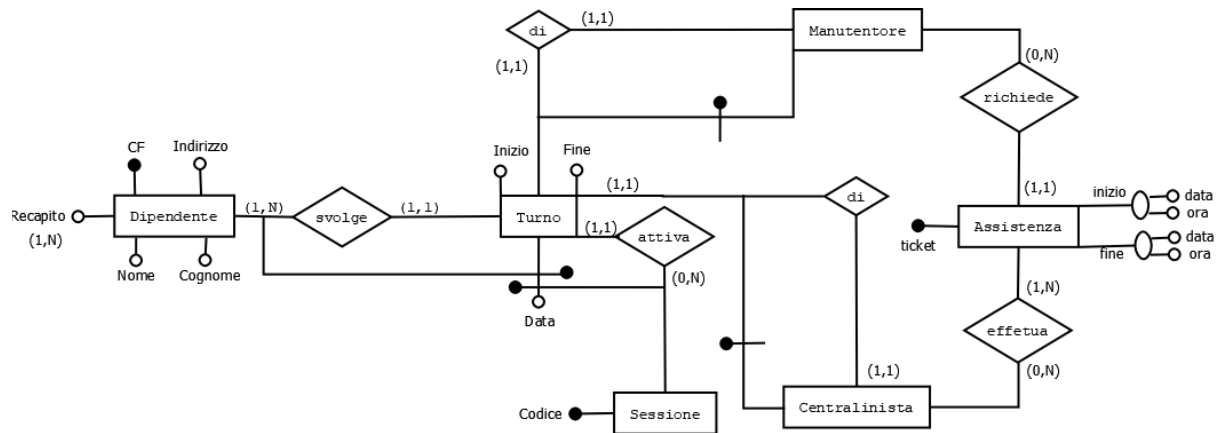 (1,1)
Manutentore
di
(1,1)
(0,N)
richiede
CF
Indirizzo
Inizio
Fine
(1,1)
(1,1)
inizio
data
ora
Recapito
(1,N)
Dipendente
(1,N)
svolge
(1,1)
Turno
(1,1)
attiva
di
ticket
Assistenza
fine
data
ora
Nome
Cognome
(0,N)
Data
(1,N)
effetua
(1,1)
(0,N)
Codice
Sessione
Centralinista